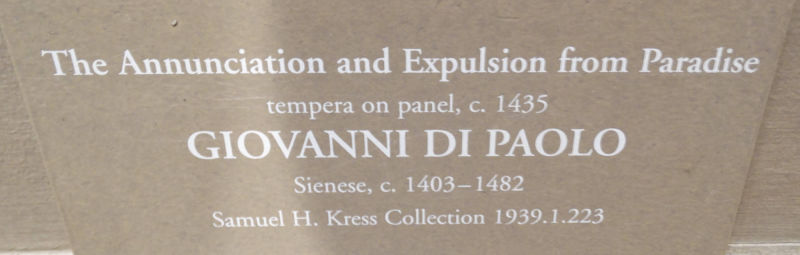 The Annunciation and Expulsion from Paradise
tempera on panel, c. 1435
GIOVANNI DI PAOLO
Sienese, c. 1403–1482
Samuel H. Kress Collection 1939.1.223